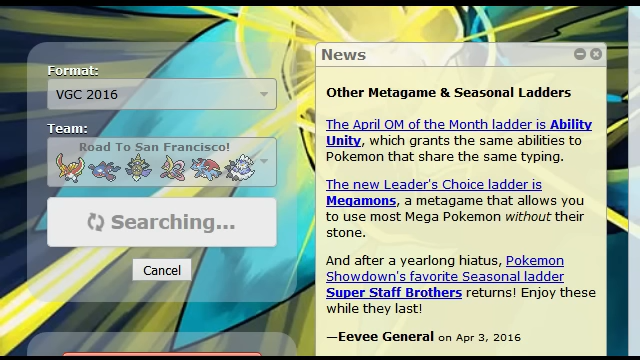 Format:
VGC 2016
Team:
Road To San Francisco!
Searching...
Cancel
News
Other Metagame & Seasonal Ladders
The April OM of the Month ladder is Ability
Unity, which grants the same abilities to
Pokemon that share the same typing.
The new Leader's Choice ladder is
Megamons, a metagame that allows you
to use most Mega Pokemon without their
stone.
And after a yearlong hiatus, Pokemon
Showdown's favorite Seasonal ladder
Super Staff Brothers returns! Enjoy these
while they last!
—Eevee General on Apr 3, 2016